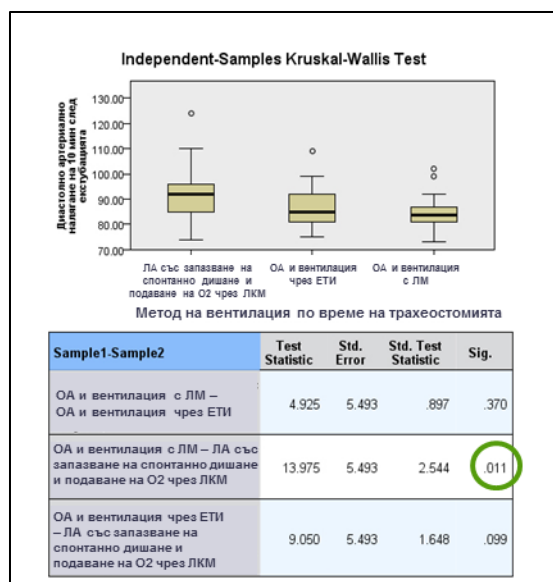 Independent-Samples Kruskal-Wallis Test
Диастолно артериално
налягане на 10 мин след
екстубацията
130.00
120.00
110.00
100.00
90.00
80.00
70.00
ЛА със запазване на
спонтанно дишане и
подаване на О2 чрез ЛКМ
ОА и вентилация
чрез ЕТИ
ОА и вентилация
с ЛМ
Метод на вентилация по време на трахеостомията
Sample1-Sample2 Test Statistic Std. Error Std. Test Statistic Sig.
ОА и вентилация с ЛМ –
ОА и вентилация чрез ЕТИ
4.925 5.493 .897 .370
ОА и вентилация с ЛМ – ЛА със
запазване на спонтанно дишане
и подаване на О2 чрез ЛКМ
13.975 5.493 2.544 .011
ОА и вентилация чрез ЕТИ
– ЛА със запазване на
спонтанно дишане и
подаване на О2 чрез ЛКМ
9.050 5.493 1.648 .099